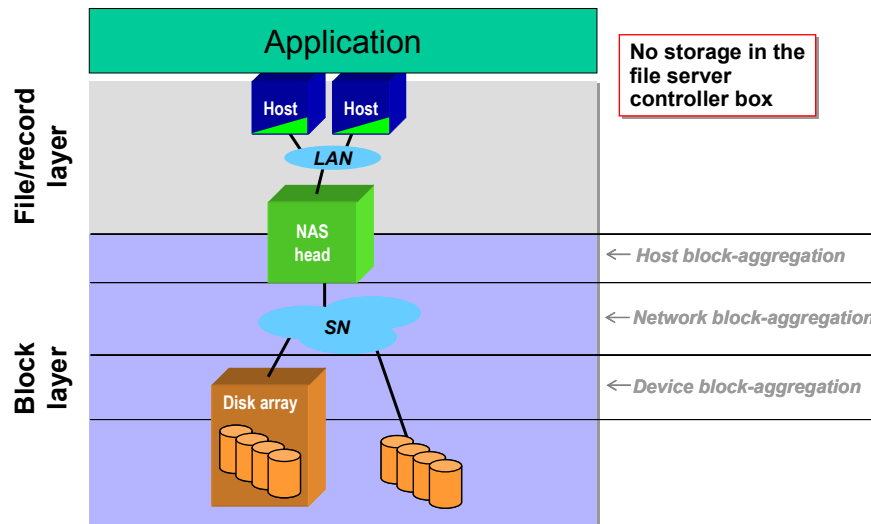 Application
No storage in the
file server
controller box
File/record
layer
Host
Host
LAN
NAS
head
← Host block-aggregation
SN
← Network block-aggregation
Block
layer
← Device block-aggregation
Disk array